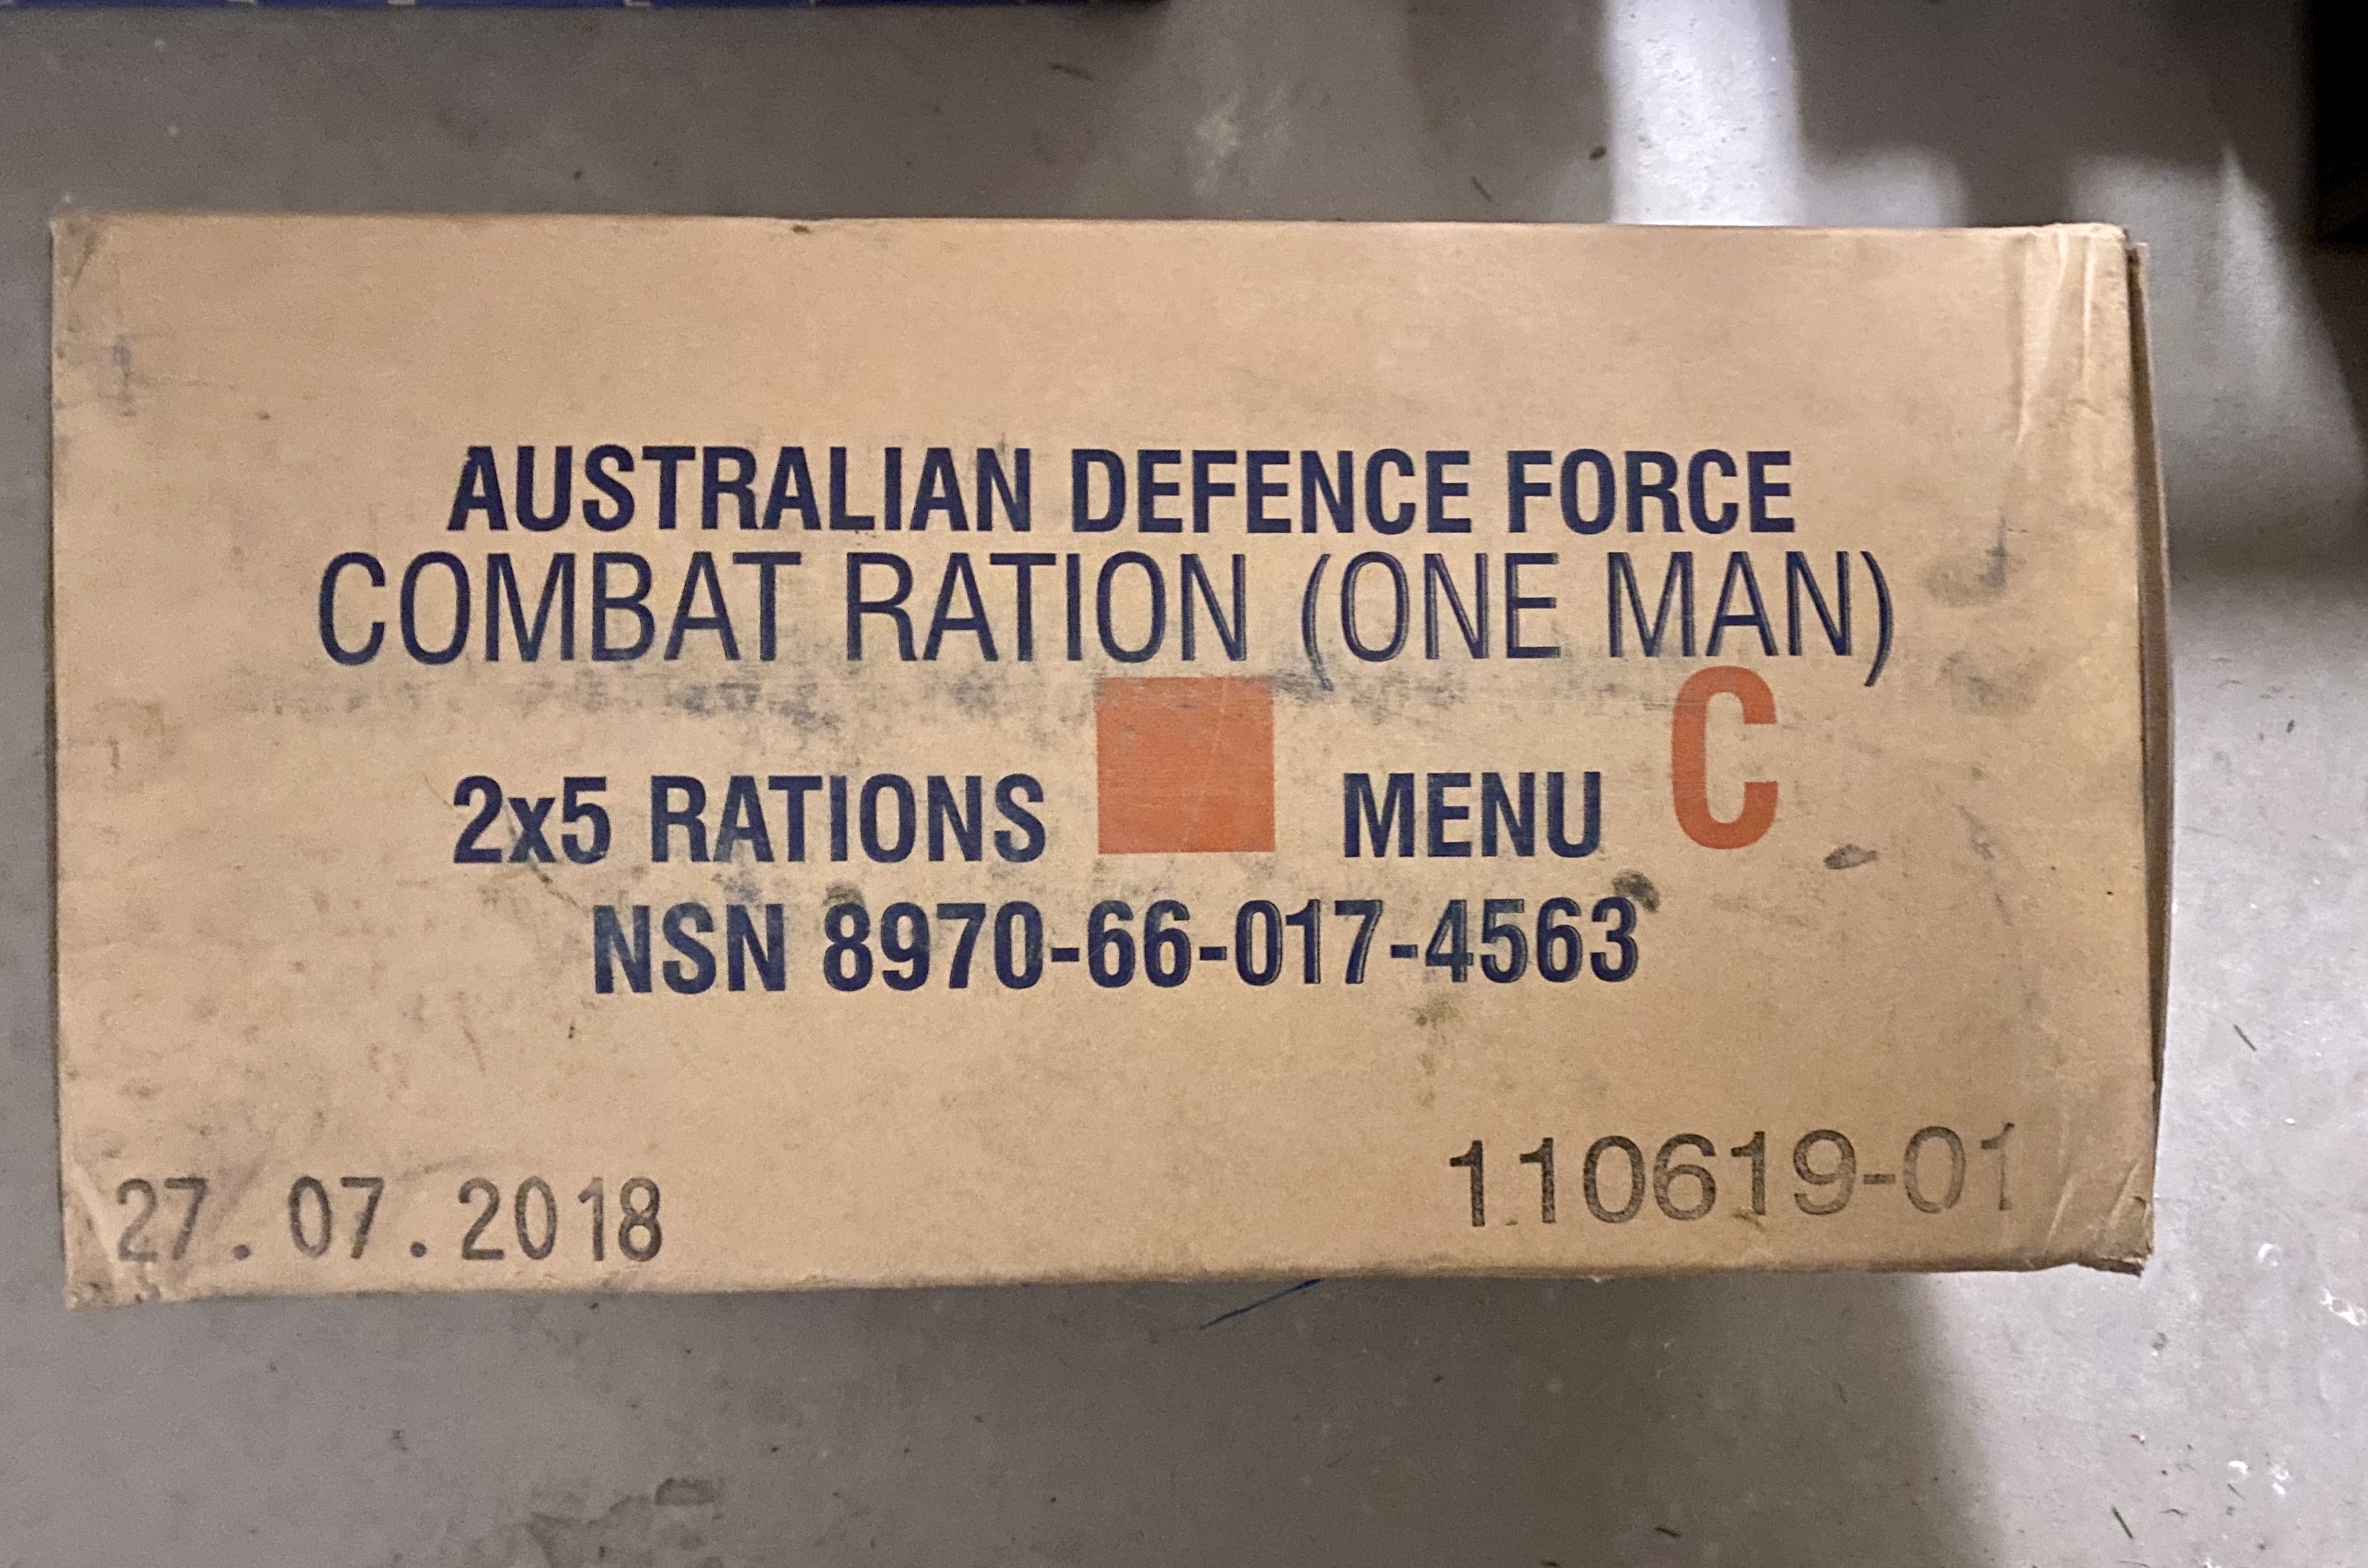 AUSTRALIAN DEFENCE FORCE
COMBAT RATION (ONE MAN)
2x5 RATIONS MENU C
NSN 8970-66-017-4563
27.07.2018
110619-01